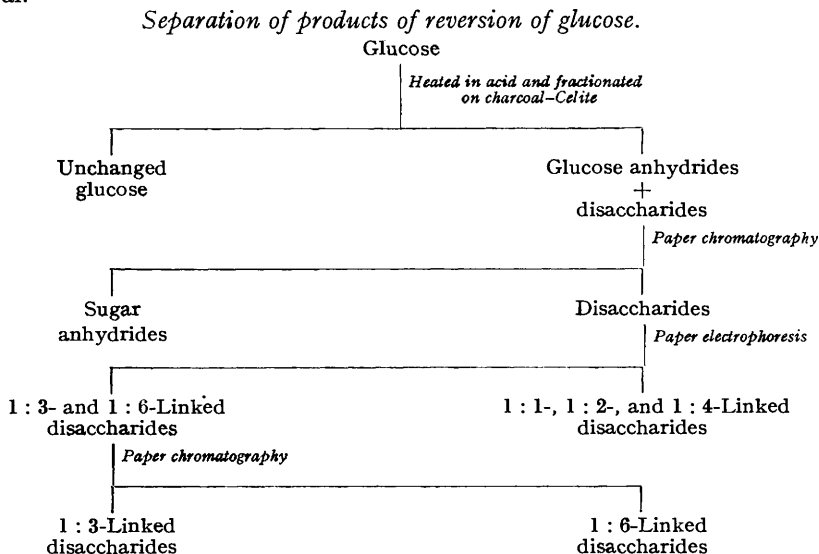 Separation of products of reversion of glucose.
Glucose
Heated in acid and fractionated
on charcoal–Celite
Unchanged
glucose
Glucose anhydrides
+
disaccharides
Paper chromatography
Sugar
anhydrides
Disaccharides
Paper electrophoresis
1 : 3- and 1 : 6-Linked
disaccharides
1 : 1-, 1 : 2-, and 1 : 4-Linked
disaccharides
Paper chromatography
1 : 3-Linked
disaccharides
1 : 6-Linked
disaccharides